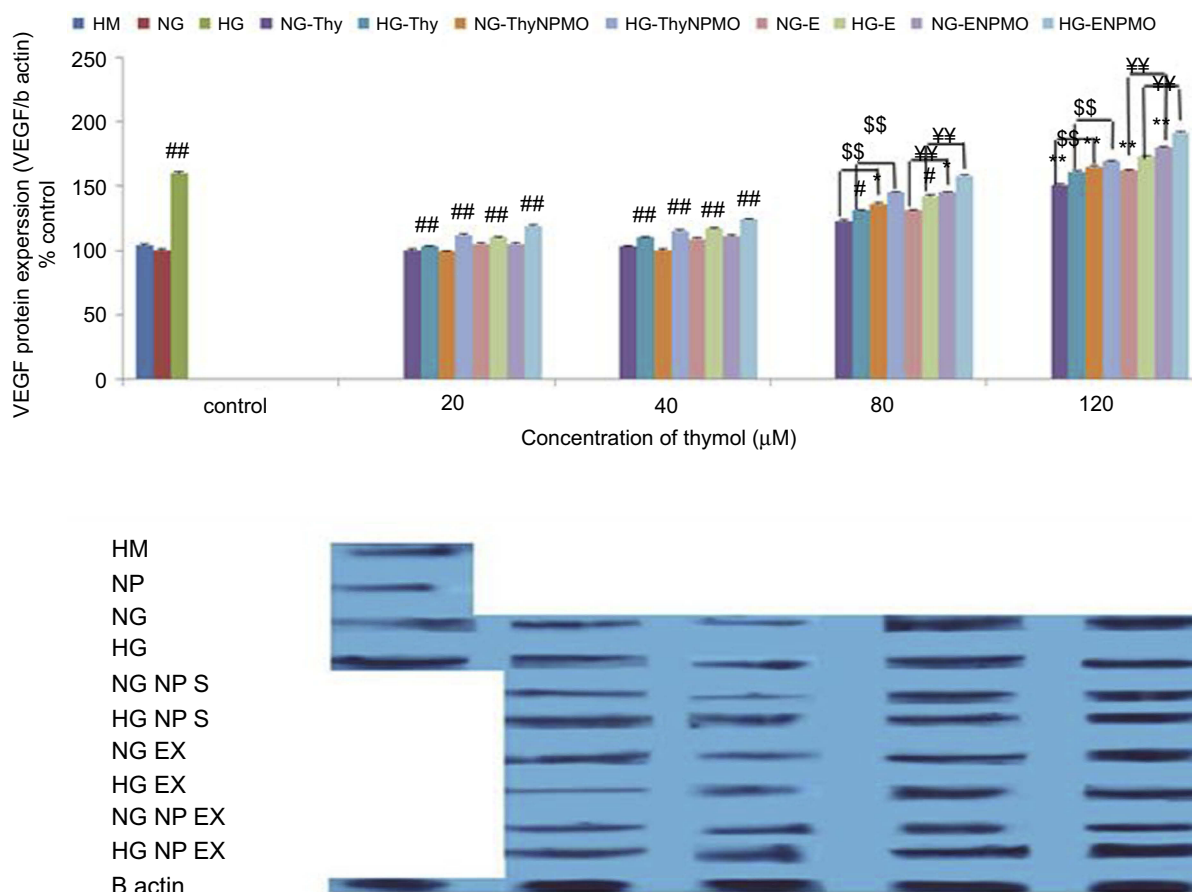 HM NG HG NG-Thy HG-Thy NG-ThyNPMO HG-ThyNPMO NG-E HG-E NG-ENPMO HG-ENPMO
VEGF protein experssion (VEGF/b actin)
% control
250
200
150
100
50
0
##
## ## ## ##
## ## ## ##
$$ $$ ¥¥ ¥¥
# * # *
$$ $$ ¥¥ ¥¥
** ** ** **
control 20 40 80 120
Concentration of thymol (μM)
HM
NP
NG
HG
NG NP S
HG NP S
NG EX
HG EX
NG NP EX
HG NP EX
B actin